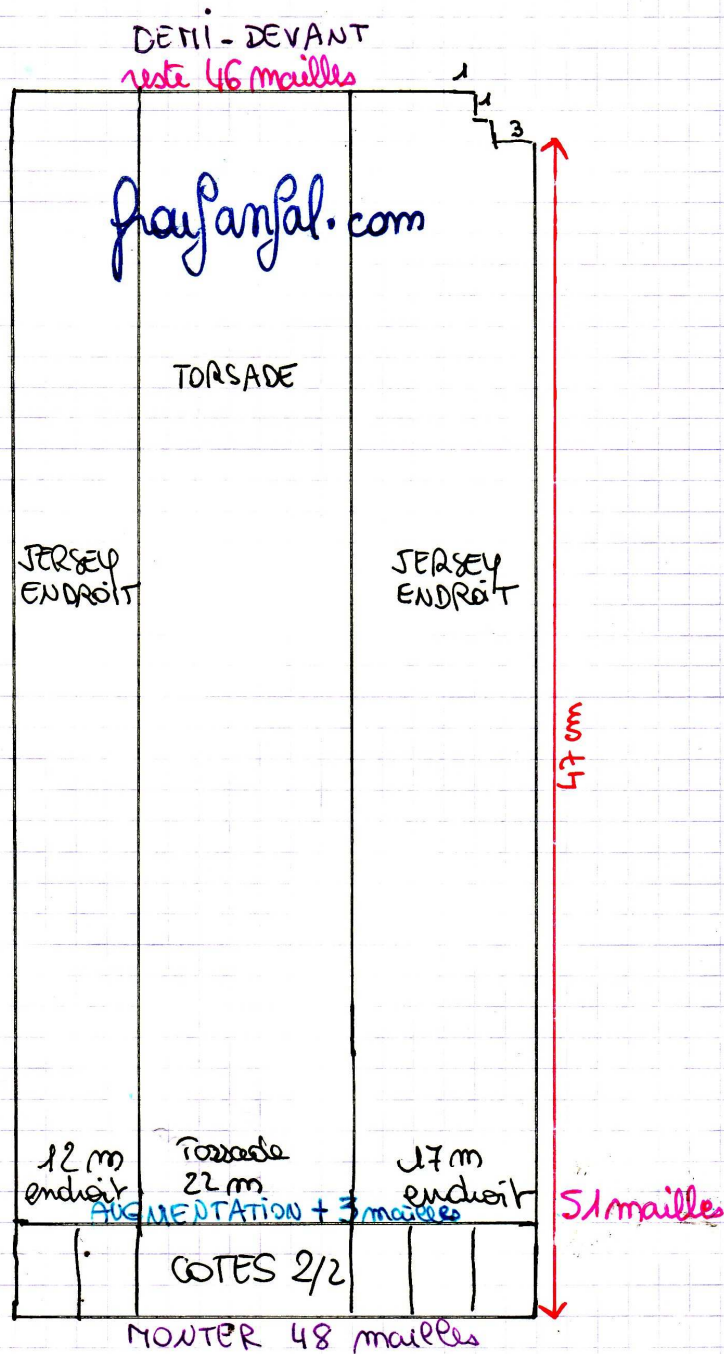 DEMI-DEVANT
reste 46 mailles
1
1
3
froufanfal.com
TORSADE
JERSEY
ENDROIT
JERSEY
ENDROIT
47 cm
12 m
endroit
Torsade
22 m
17 m
endroit
AUGMENTATION + 3 mailles
51 mailles
COTES 2/2
MONTER 48 mailles